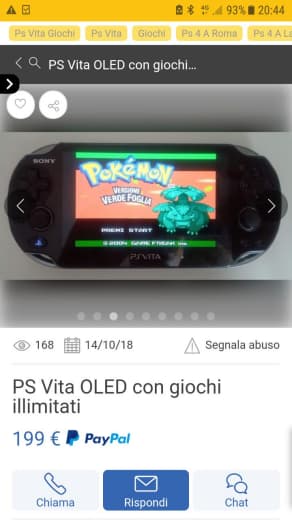 93% 20:44
Ps Vita Giochi Ps Vita Giochi Ps 4 A Roma Ps 4 A La
PS Vita OLED con giochi...
SONY
POKéMON
VERSIONE
VERDE FOGLIA
PREMI START
©2004 GAME FREAK inc.
PSVITA
168 14/10/18 Segnala abuso
PS Vita OLED con giochi
illimitati
199 € PayPal
Chiama Rispondi Chat